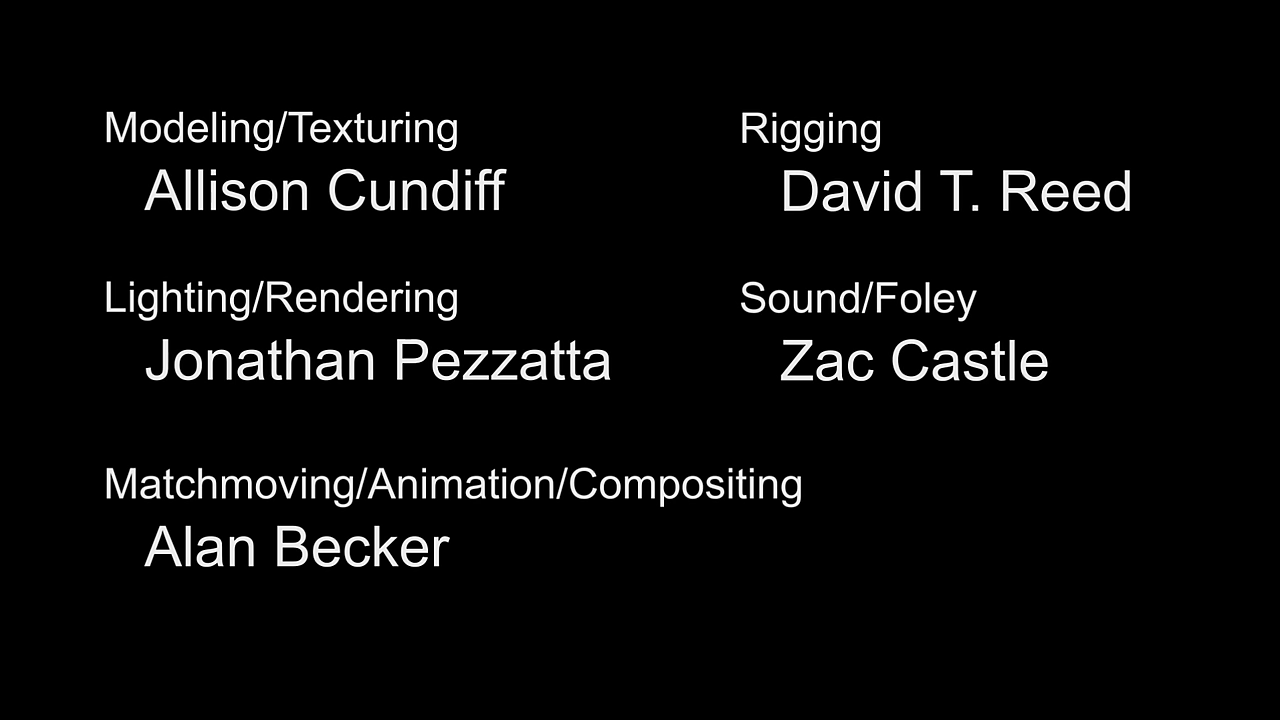 Modeling/Texturing
Allison Cundiff
Rigging
David T. Reed
Lighting/Rendering
Jonathan Pezzatta
Sound/Foley
Zac Castle
Matchmoving/Animation/Compositing
Alan Becker